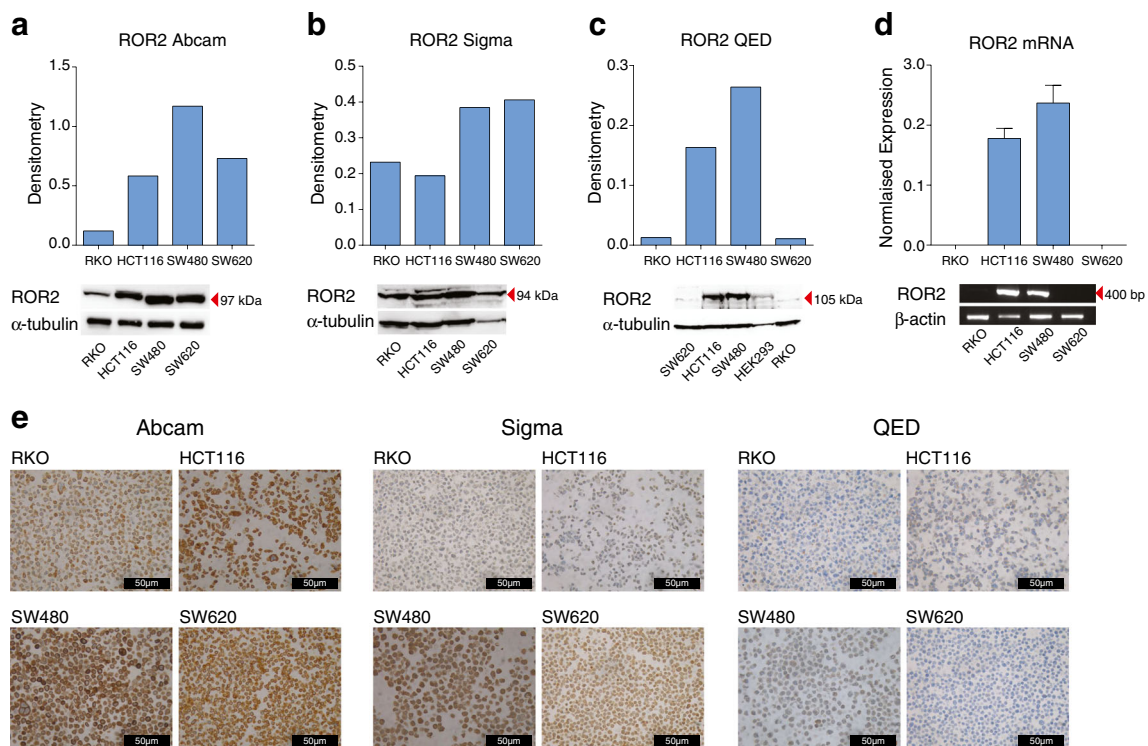 a
ROR2 Abcam
Densitometry
1.5
1.0
0.5
0.0
RKO HCT116 SW480 SW620
ROR2
97 kDa
α-tubulin
RKO
HCT116
SW480
SW620
b
ROR2 Sigma
Densitometry
0.5
0.4
0.3
0.2
0.1
0.0
RKO HCT116 SW480 SW620
ROR2
94 kDa
α-tubulin
RKO
HCT116
SW480
SW620
c
ROR2 QED
Densitometry
0.3
0.2
0.1
0.0
RKO HCT116 SW480 SW620
ROR2
105 kDa
α-tubulin
SW620
HCT116
SW480
HEK293
RKO
d
ROR2 mRNA
Normlaised Expression
3.0
0.2
0.1
0.0
RKO HCT116 SW480 SW620
ROR2
400 bp
β-actin
RKO
HCT116
SW480
SW620
e
Abcam
RKO HCT116
50µm 50µm
SW480 SW620
50µm 50µm
Sigma
RKO HCT116
50µm 50µm
SW480 SW620
50µm 50µm
QED
RKO HCT116
50µm 50µm
SW480 SW620
50µm 50µm